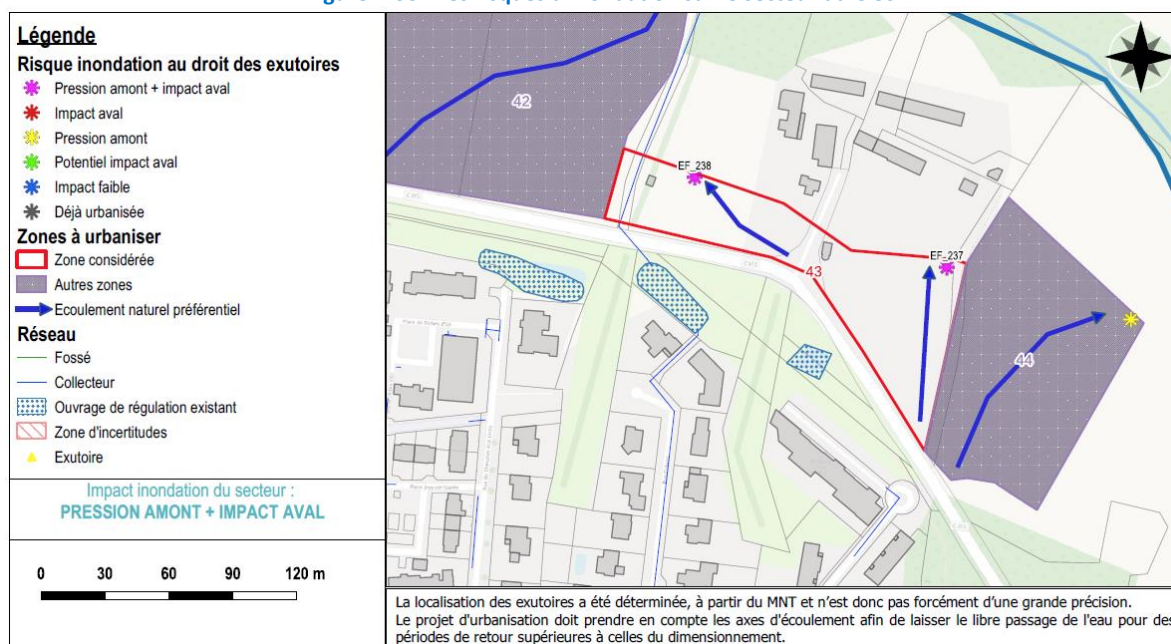 Légende
Risque inondation au droit des exutoires
Pression amont + impact aval
Impact aval
Pression amont
Potentiel impact aval
Impact faible
Déjà urbanisée
Zones à urbaniser
Zone considérée
Autres zones
Ecoulement naturel préférentiel
Réseau
Fossé
Collecteur
Ouvrage de régulation existant
Zone d'incertitudes
Exutoire
Impact inondation du secteur :
PRESSION AMONT + IMPACT AVAL
0 30 60 90 120 m
42
EF_238
EF_237
43
44
La localisation des exutoires a été déterminée, à partir du MNT et n'est donc pas forcément d'une grande précision.
Le projet d'urbanisation doit prendre en compte les axes d'écoulement afin de laisser le libre passage de l'eau pour des
périodes de retour supérieures à celles du dimensionnement.